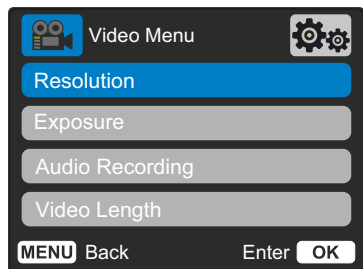 Video Menu
Resolution
Exposure
Audio Recording
Video Length
MENU Back Enter OK